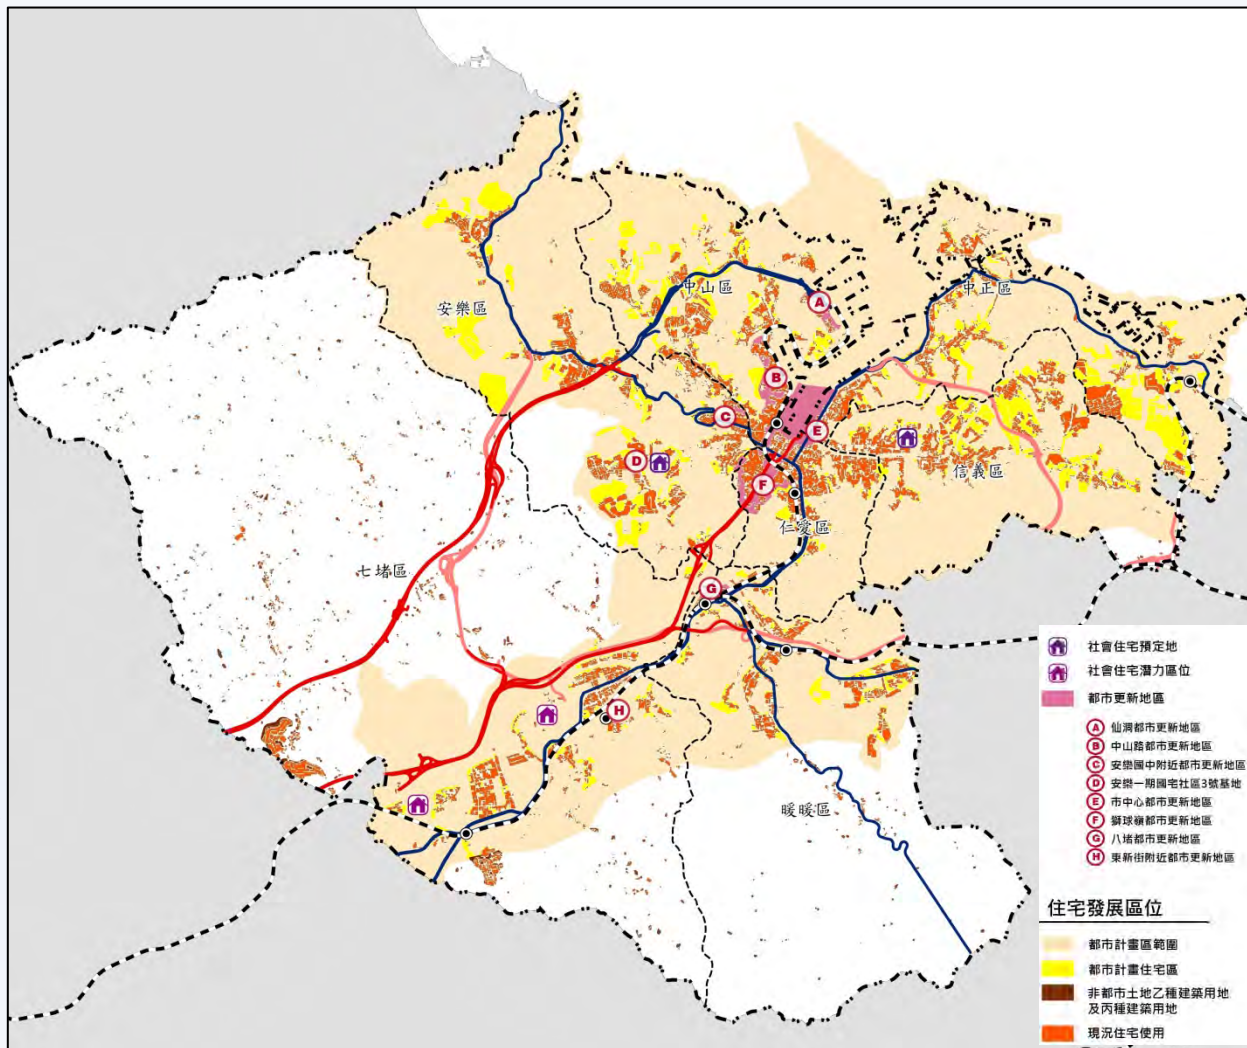 中山區
中正區
安樂區
A
B
C
E
D
信義區
F
仁愛區
七堵區
G
H
暖暖區
社會住宅預定地
社會住宅潛力區位
都市更新地區
A 仙洞都市更新地區
B 中山路都市更新地區
C 安樂國中附近都市更新地區
D 安樂一期國宅社區3號基地
E 市中心都市更新地區
F 獅球嶺都市更新地區
G 八堵都市更新地區
H 東新街附近都市更新地區
住宅發展區位
都市計畫區範圍
都市計畫住宅區
非都市土地乙種建築用地
及丙種建築用地
現況住宅使用